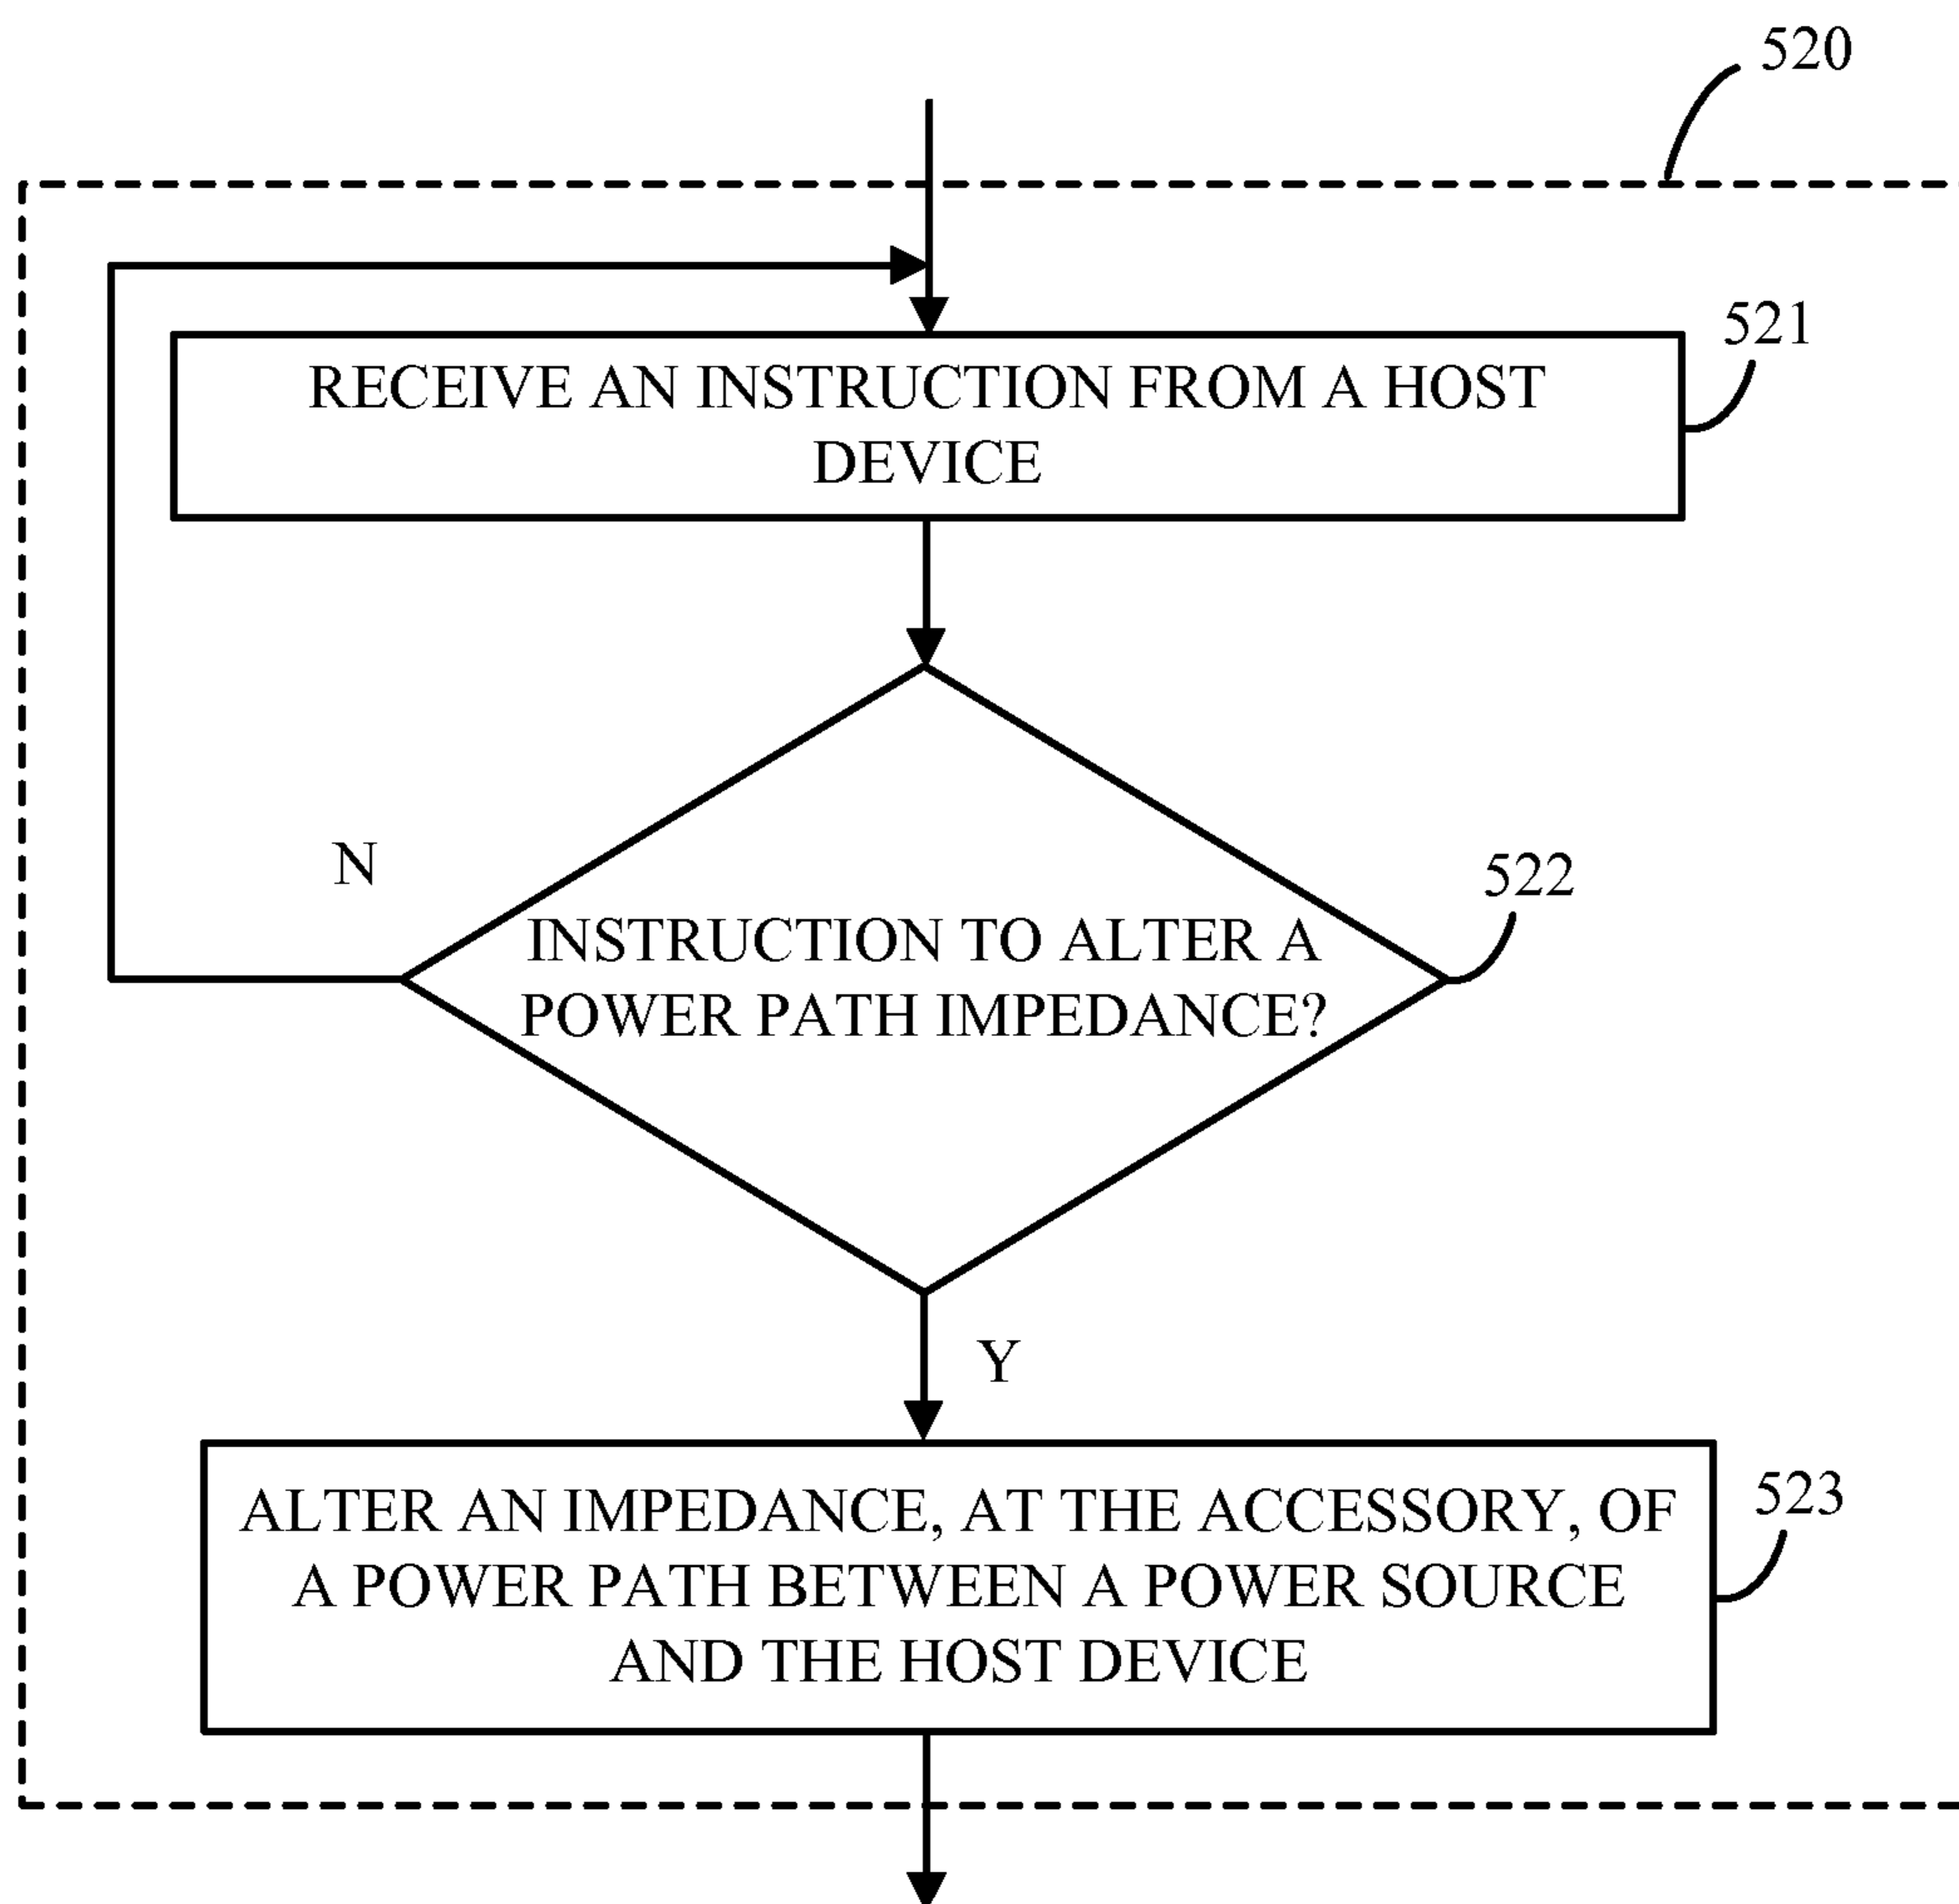 520
521
RECEIVE AN INSTRUCTION FROM A HOST
DEVICE
N
522
INSTRUCTION TO ALTER A
POWER PATH IMPEDANCE?
Y
523
ALTER AN IMPEDANCE, AT THE ACCESSORY, OF
A POWER PATH BETWEEN A POWER SOURCE
AND THE HOST DEVICE